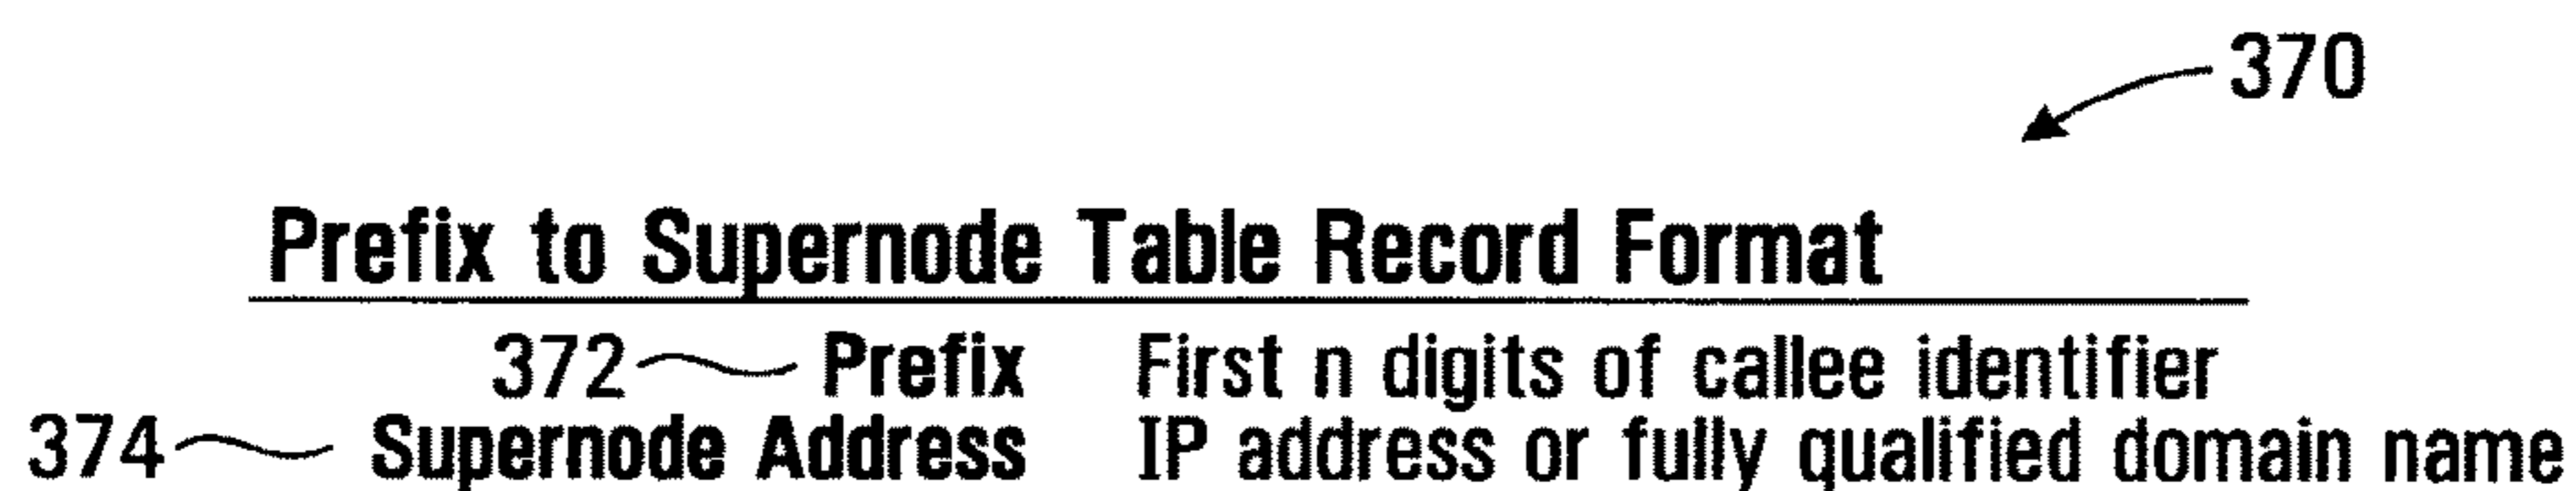 370
Prefix to Supernode Table Record Format
372 Prefix First n digits of callee identifier
374 Supernode Address IP address or fully qualified domain name